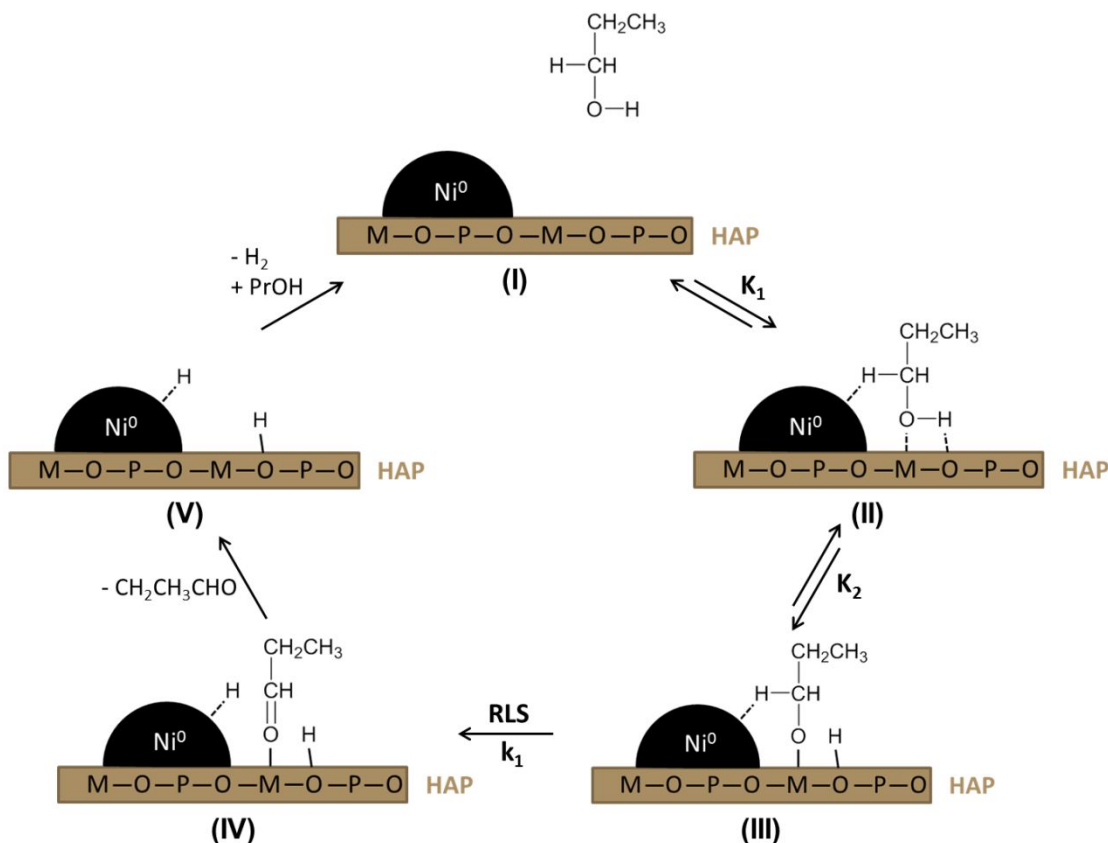 CH₂CH₃
H—CH
O—H
Ni⁰
M—O—P—O—M—O—P—O HAP
(I)
- H₂
+ PrOH
K₁
CH₂CH₃
H—CH
O—H
Ni⁰
M—O—P—O—M—O—P—O HAP
(II)
H
H
Ni⁰
M—O—P—O—M—O—P—O HAP
(V)
- CH₂CH₃CHO
K₂
CH₂CH₃
H CH
O H
Ni⁰
M—O—P—O—M—O—P—O HAP
(IV)
RLS
k₁
CH₂CH₃
H—CH
O H
Ni⁰
M—O—P—O—M—O—P—O HAP
(III)